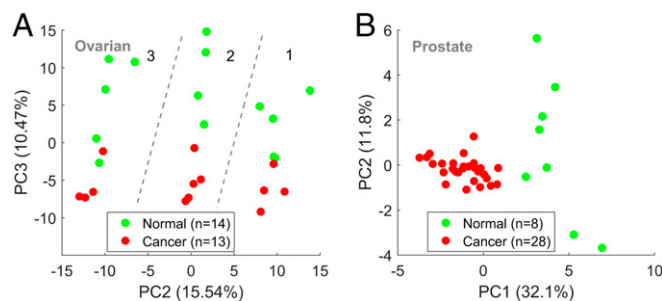 A
B
Ovarian
3
2
1
15
10
5
0
-5
-10
PC3 (10.47%)
Normal (n=14)
Cancer (n=13)
-15
-10
-5
0
5
10
15
PC2 (15.54%)
Prostate
6
4
2
0
-2
-4
PC2 (11.8%)
Normal (n=8)
Cancer (n=28)
-5
0
5
10
PC1 (32.1%)